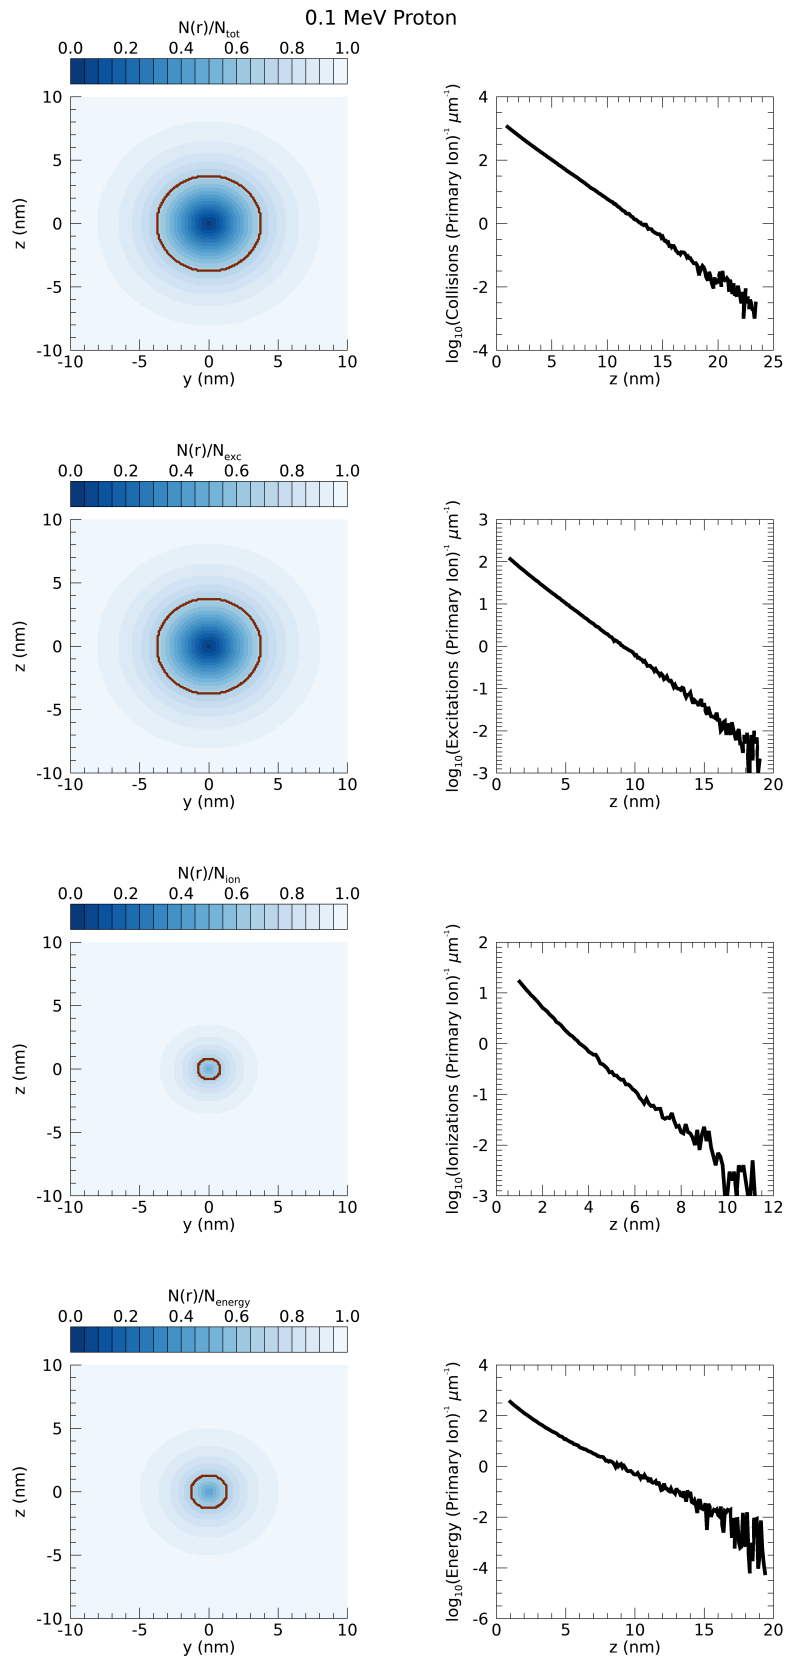 0.1 MeV Proton
N(r)/N_tot
0.0 0.2 0.4 0.6 0.8 1.0
10
5
0
-5
-10
z (nm)
-10 -5 0 5 10
y (nm)
4
2
0
-2
-4
log₁₀(Collisions (Primary Ion)⁻¹ μm⁻¹)
0 5 10 15 20 25
z (nm)
N(r)/N_exc
0.0 0.2 0.4 0.6 0.8 1.0
10
5
0
-5
-10
z (nm)
-10 -5 0 5 10
y (nm)
3
2
1
0
-1
-2
-3
log₁₀(Excitations (Primary Ion)⁻¹ μm⁻¹)
0 5 10 15 20
z (nm)
N(r)/N_ion
0.0 0.2 0.4 0.6 0.8 1.0
10
5
0
-5
-10
z (nm)
-10 -5 0 5 10
y (nm)
2
1
0
-1
-2
-3
log₁₀(Ionizations (Primary Ion)⁻¹ μm⁻¹)
0 2 4 6 8 10 12
z (nm)
N(r)/N_energy
0.0 0.2 0.4 0.6 0.8 1.0
10
5
0
-5
-10
z (nm)
-10 -5 0 5 10
y (nm)
4
2
0
-2
-4
-6
log₁₀(Energy (Primary Ion)⁻¹ μm⁻¹)
0 5 10 15 20
z (nm)